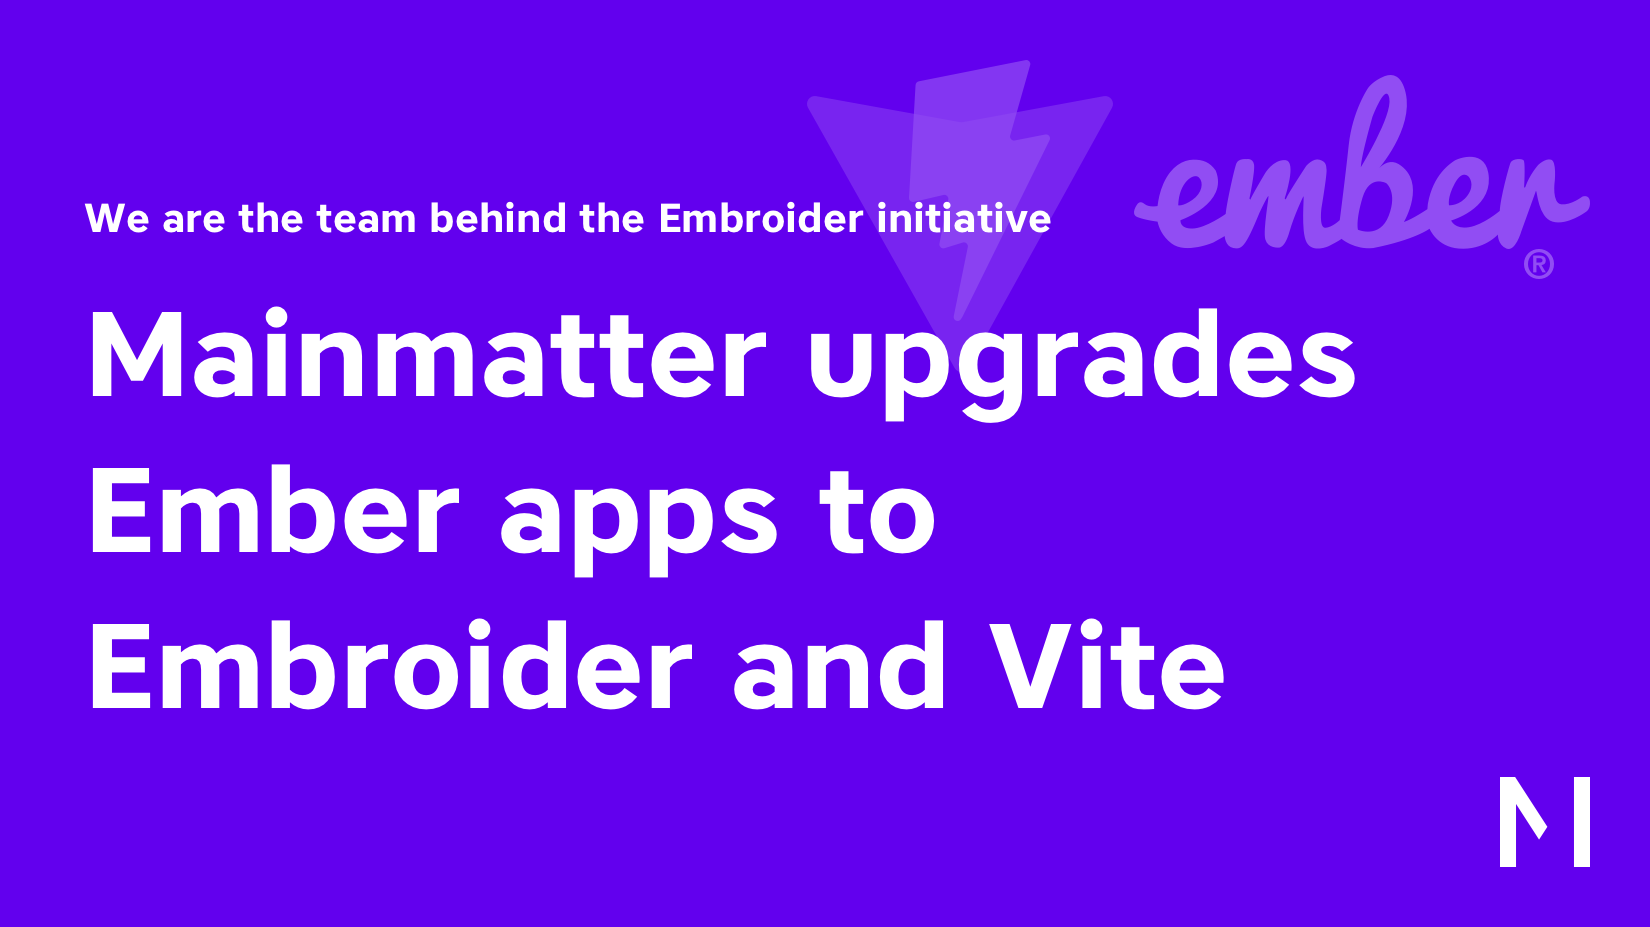 ember
®
We are the team behind the Embroider initiative
Mainmatter upgrades
Ember apps to
Embroider and Vite